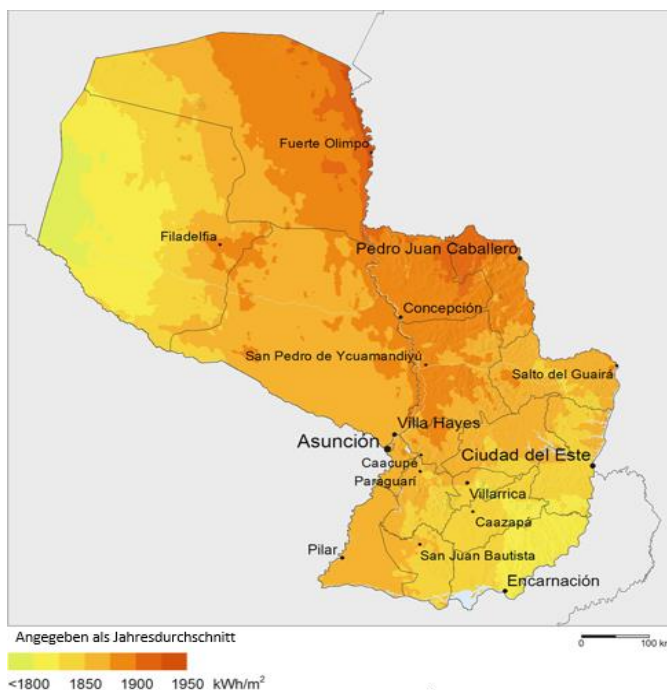 Fuerte Olimpo
Filadelfia
Pedro Juan Caballero
Concepción
San Pedro de Ycuamandiyú
Salto del Guairá
Villa Hayes
Asunción
Caacupé
Ciudad del Este
Paraguarí
Villarrica
Caazapá
Pilar
San Juan Bautista
Encarnación
Angegeben als Jahresdurchschnitt
0 100 km
<1800 1850 1900 1950 kWh/m²